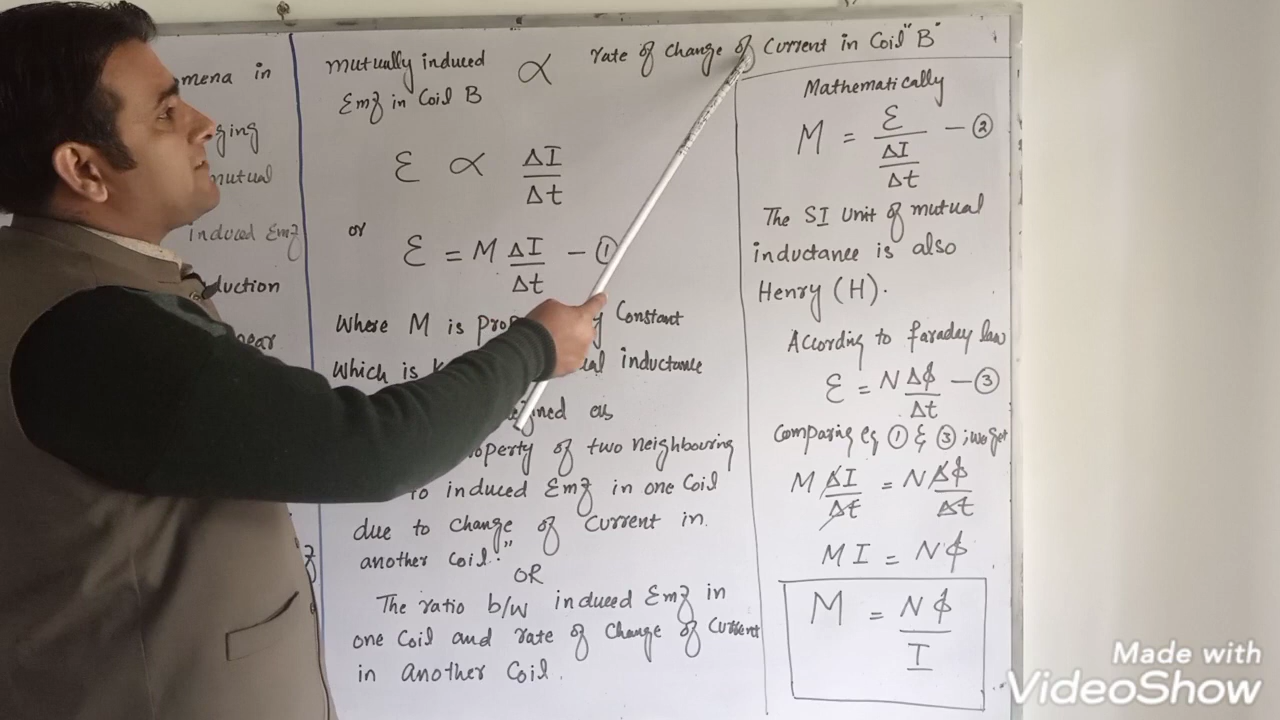 mena in
ging
mutual
induced Emf
duction
near
mutually induced ∝ rate of change of current in coil "B"
Emf in coil B
ℰ ∝ ΔI/Δt
or
ℰ = M ΔI/Δt – ①
Where M is constant
Which is inductance
as
of two neighbouring
to induced Emf in one coil
due to change of current in
another coil."
OR
The ratio b/w induced Emf in
one coil and rate of change of current
in another coil.
Mathematically
M = ℰ / (ΔI/Δt) – ②
The SI Unit of mutual
inductance is also
Henry (H).
According to faraday law
ℰ = N Δϕ/Δt – ③
Comparing eq ① & ③ ; we get
M ΔI/Δt = N Δϕ/Δt
M I = N ϕ
M = Nϕ/I
Made with
VideoShow